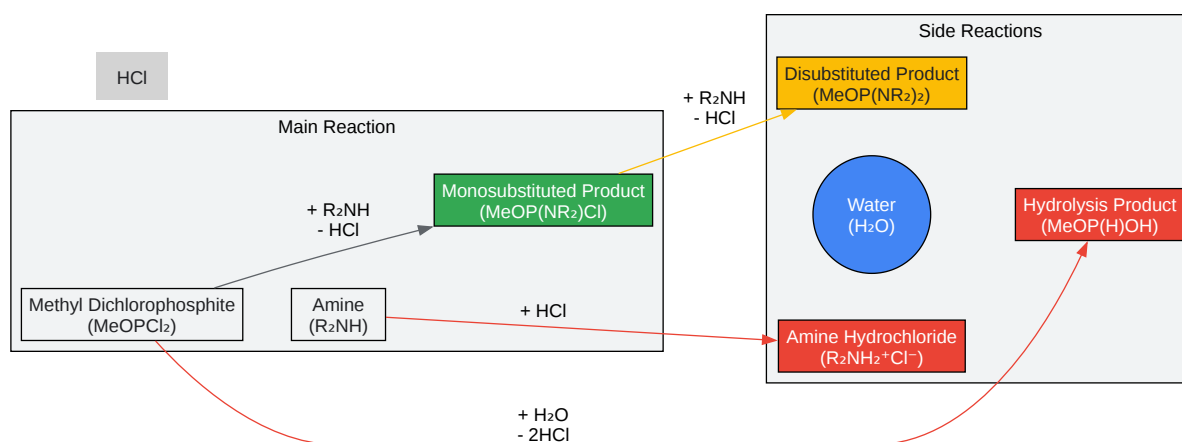 Side Reactions
HCl
Disubstituted Product
(MeOP(NR₂)₂)
+ R₂NH
- HCl
Main Reaction
Monosubstituted Product
(MeOP(NR₂)Cl)
Water
(H₂O)
Hydrolysis Product
(MeOP(H)OH)
+ R₂NH
- HCl
Methyl Dichlorophosphite
(MeOPCl₂)
Amine
(R₂NH)
+ HCl
Amine Hydrochloride
(R₂NH₂⁺Cl⁻)
+ H₂O
- 2HCl